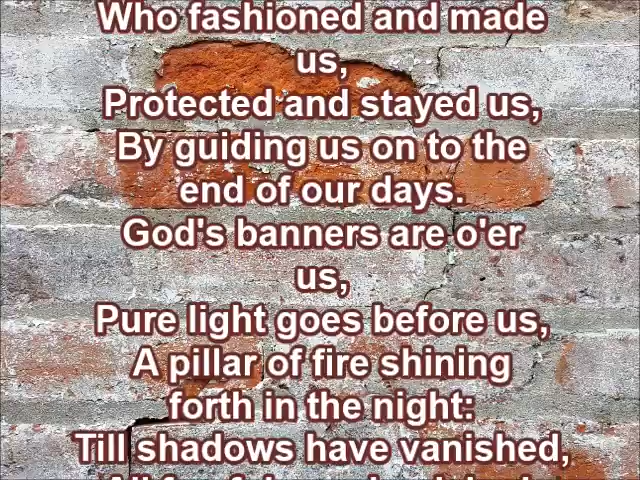 Who fashioned and made
us,
Protected and stayed us,
By guiding us on to the
end of our days.
God's banners are o'er
us,
Pure light goes before us,
A pillar of fire shining
forth in the night:
Till shadows have vanished,